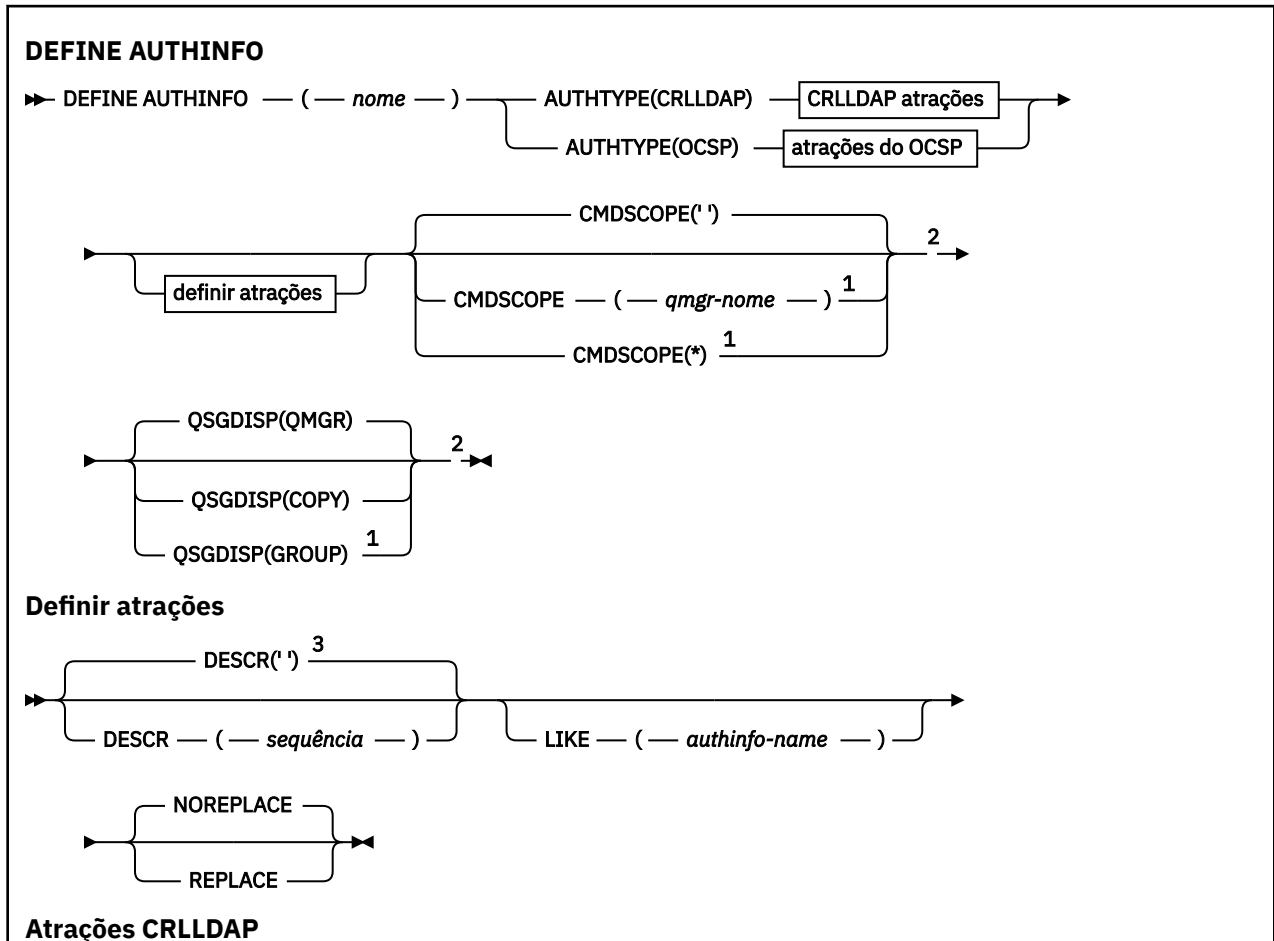 DEFINE AUTHINFO
DEFINE AUTHINFO ( nome ) AUTHTYPE(CRLLDAP) CRLLDAP atrações
AUTHTYPE(OCSP) atrações do OCSP
CMDSCOPE(' ')
2
definir atrações
CMDSCOPE ( qmgr-nome ) 1
CMDSCOPE(*) 1
QSGDISP(QMGR)
2
QSGDISP(COPY)
QSGDISP(GROUP) 1
Definir atrações
DESCR(' ') 3
DESCR ( sequência ) LIKE ( authinfo-name )
NOREPLACE
REPLACE
Atrações CRLLDAP